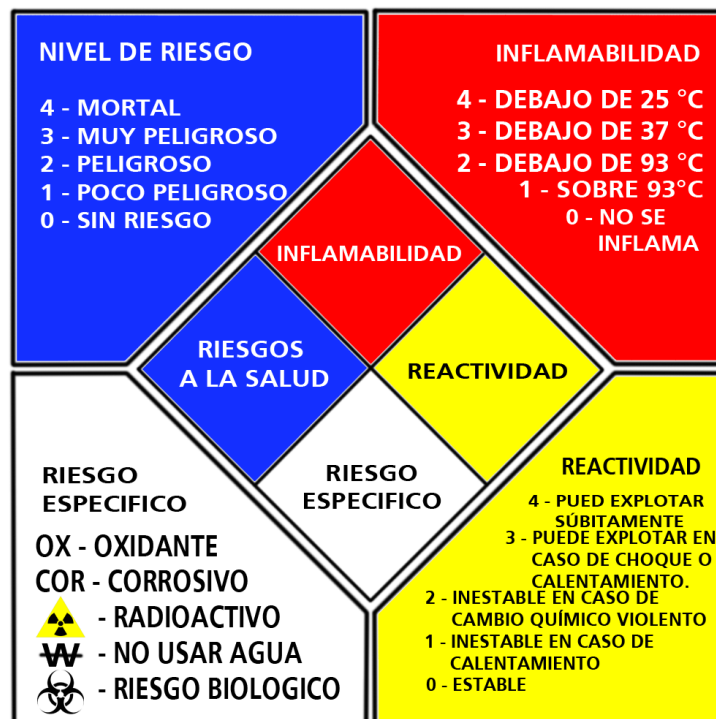 NIVEL DE RIESGO
4 - MORTAL
3 - MUY PELIGROSO
2 - PELIGROSO
1 - POCO PELIGROSO
0 - SIN RIESGO
INFLAMABILIDAD
4 - DEBAJO DE 25 °C
3 - DEBAJO DE 37 °C
2 - DEBAJO DE 93 °C
1 - SOBRE 93°C
0 - NO SE
INFLAMA
INFLAMABILIDAD
RIESGOS
A LA SALUD
REACTIVIDAD
RIESGO
ESPECIFICO
RIESGO
ESPECIFICO
OX - OXIDANTE
COR - CORROSIVO
- RADIOACTIVO
W - NO USAR AGUA
- RIESGO BIOLOGICO
REACTIVIDAD
4 - PUED EXPLOTAR
SÚBITAMENTE
3 - PUEDE EXPLOTAR EN
CASO DE CHOQUE O
CALENTAMIENTO.
2 - INESTABLE EN CASO DE
CAMBIO QUÍMICO VIOLENTO
1 - INESTABLE EN CASO DE
CALENTAMIENTO
0 - ESTABLE